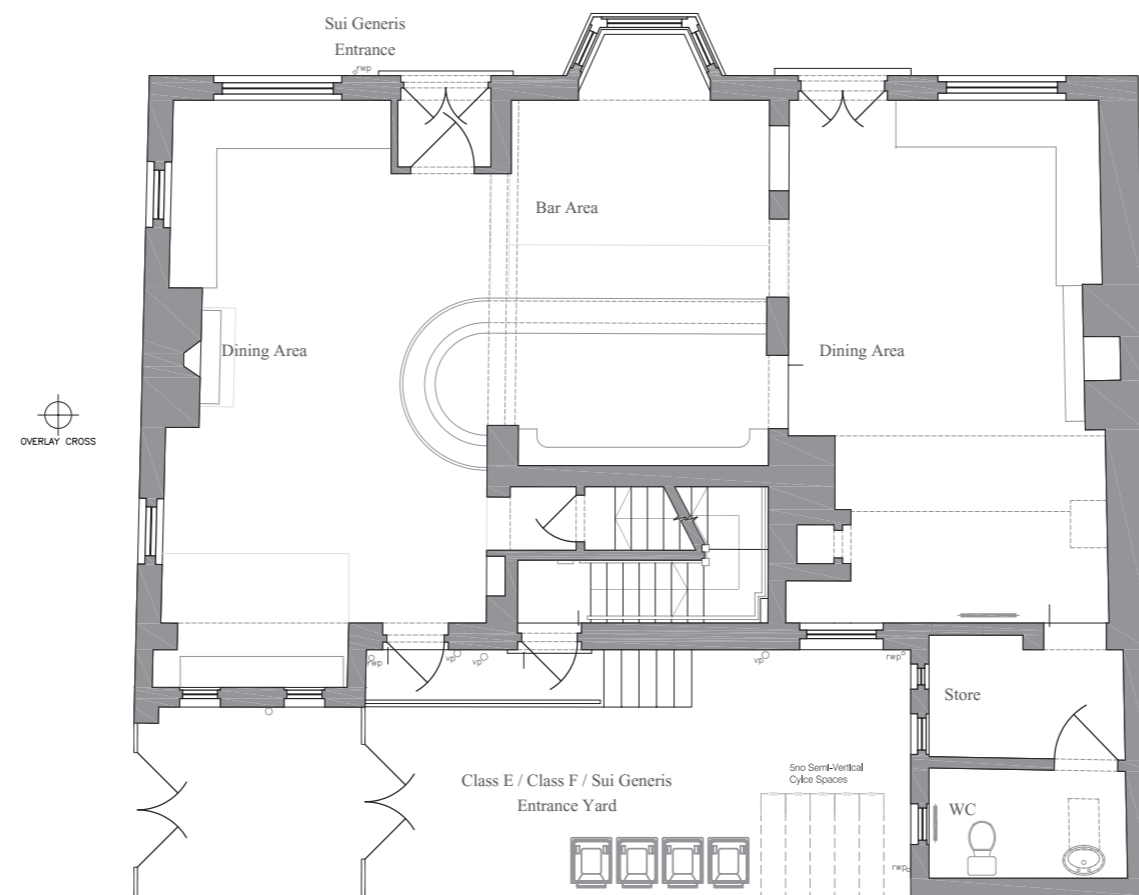 Sui Generis
Entrance
rwp
Bar Area
Dining Area
Dining Area
OVERLAY CROSS
rwp
vp
vp
vp
rwp
Store
Class E / Class F / Sui Generis
Entrance Yard
5no Semi-Vertical
Cylce Spaces
WC
rwp